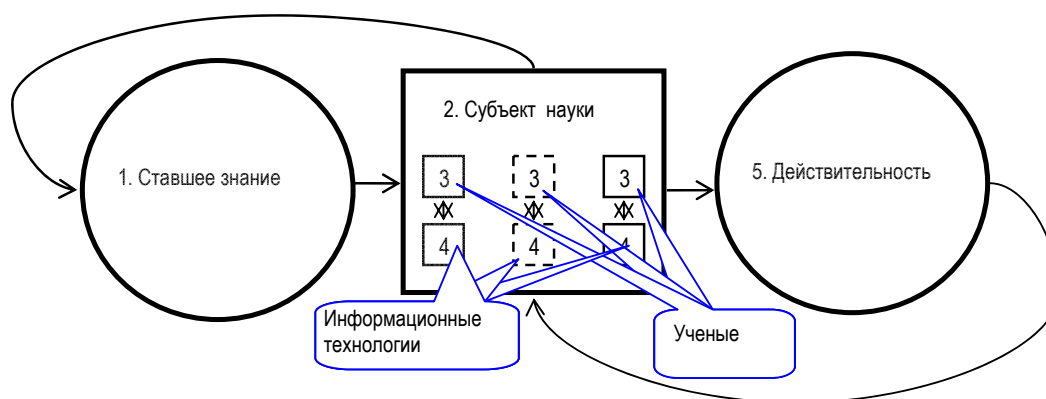 2. Субъект науки
1. Ставшее знание
5. Действительность
3 3 3
4 4 4
Информационные
технологии
Ученые